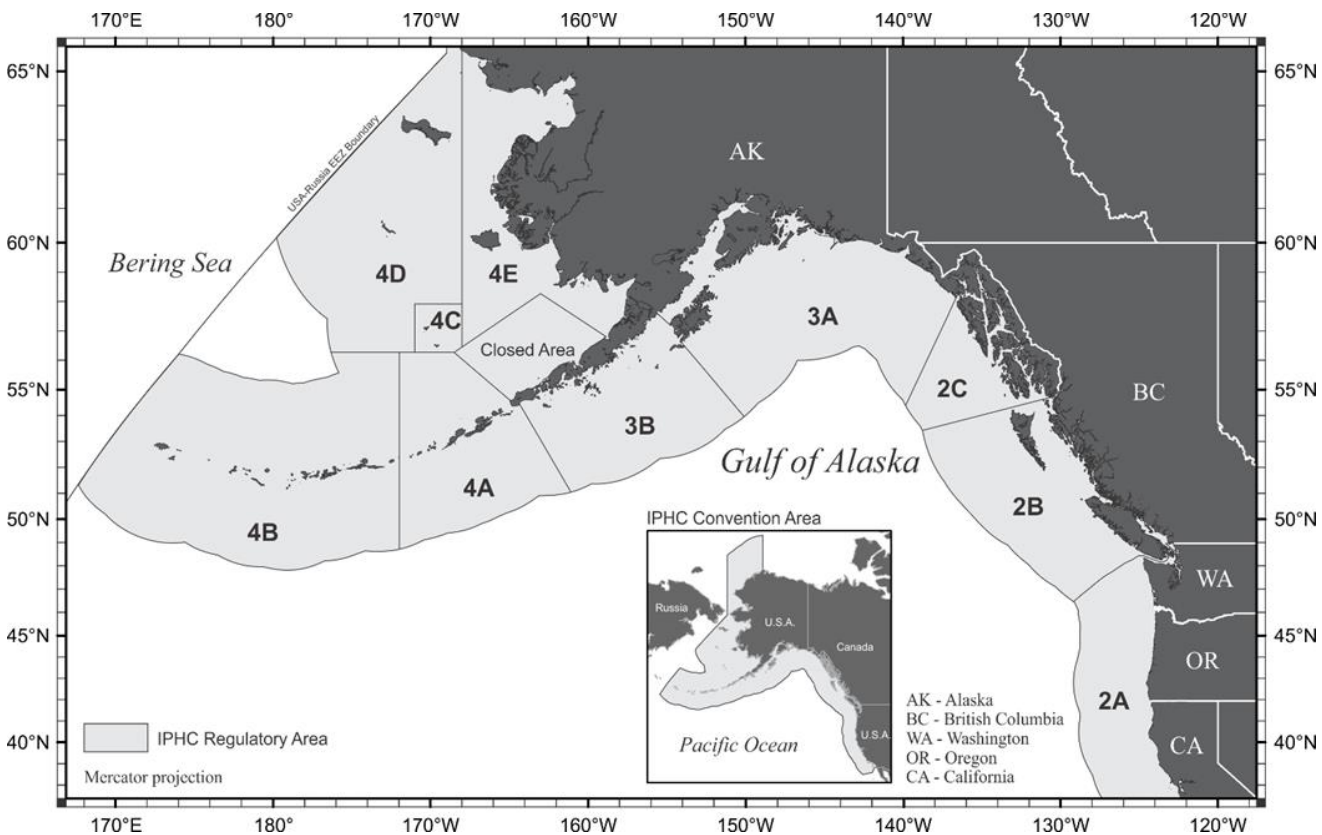 170°E 180° 170°W 160°W 150°W 140°W 130°W 120°W
65°N 65°N
USA-Russia EEZ Boundary
AK
60°N 60°N
Bering Sea
4D 4E
4C 3A
Closed Area
55°N 55°N
2C BC
3B
Gulf of Alaska
4A
50°N 50°N
4B 2B
IPHC Convention Area
WA
Russia U.S.A.
Canada
45°N 45°N
OR
2A
AK - Alaska
BC - British Columbia
U.S.A.
IPHC Regulatory Area
Pacific Ocean
WA - Washington
CA
40°N 40°N
OR - Oregon
Mercator projection
CA - California
170°E 180° 170°W 160°W 150°W 140°W 130°W 120°W